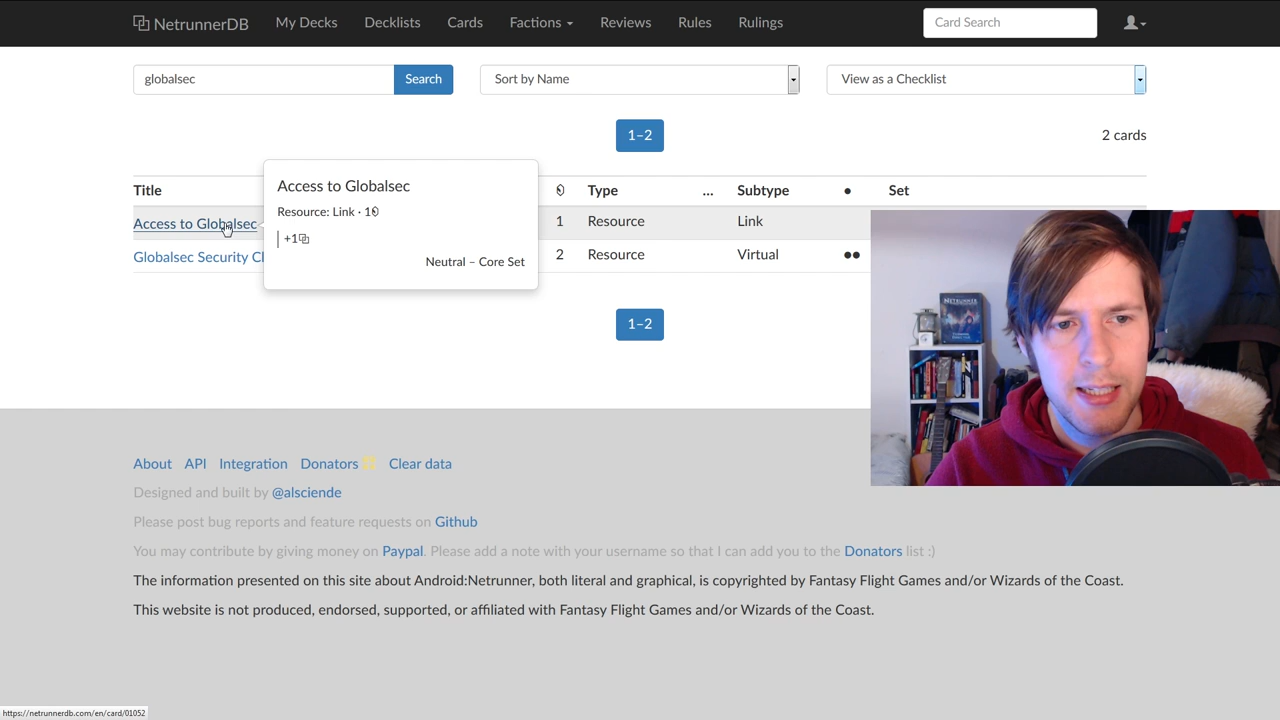 NetrunnerDB My Decks Decklists Cards Factions Reviews Rules Rulings Card Search
globalsec Search Sort by Name View as a Checklist
1–2 2 cards
Title Type ... Subtype Set
Access to Globalsec 1 Resource Link
Globalsec Security Cl 2 Resource Virtual
Access to Globalsec
Resource: Link · 1
+1
Neutral – Core Set
1–2
NETRUNNER
About API Integration Donators Clear data
Designed and built by @alsciende
Please post bug reports and feature requests on Github
You may contribute by giving money on Paypal. Please add a note with your username so that I can add you to the Donators list :)
The information presented on this site about Android:Netrunner, both literal and graphical, is copyrighted by Fantasy Flight Games and/or Wizards of the Coast.
This website is not produced, endorsed, supported, or affiliated with Fantasy Flight Games and/or Wizards of the Coast.
https://netrunnerdb.com/en/card/01052